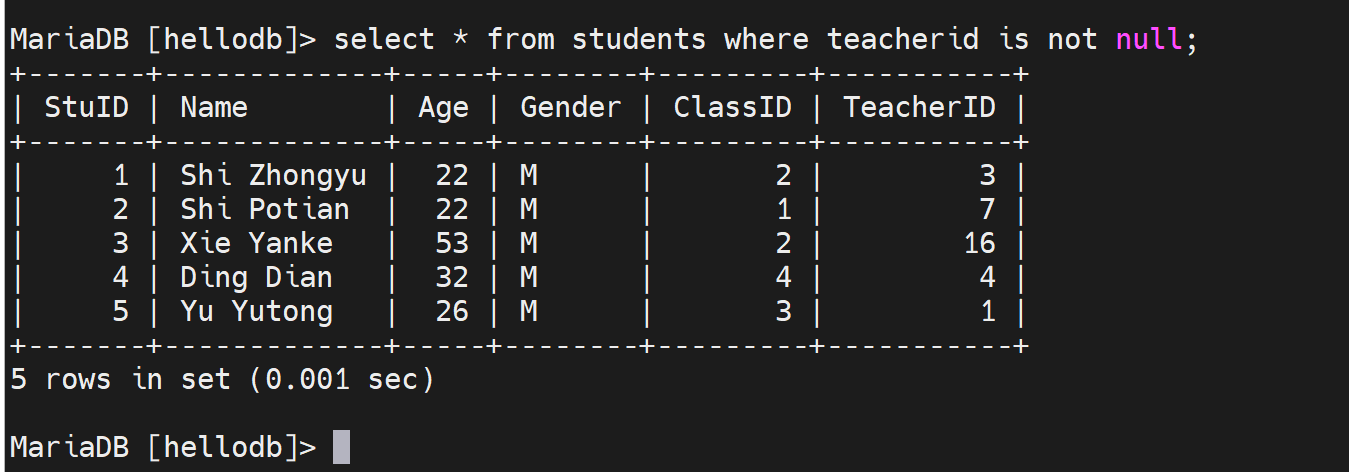 MariaDB [hellodb]> select * from students where teacherid is not null;
+-------+-------------+-----+--------+---------+-----------+
| StuID | Name        | Age | Gender | ClassID | TeacherID |
+-------+-------------+-----+--------+---------+-----------+
|     1 | Shi Zhongyu |  22 | M      |       2 |         3 |
|     2 | Shi Potian  |  22 | M      |       1 |         7 |
|     3 | Xie Yanke   |  53 | M      |       2 |        16 |
|     4 | Ding Dian   |  32 | M      |       4 |         4 |
|     5 | Yu Yutong   |  26 | M      |       3 |         1 |
+-------+-------------+-----+--------+---------+-----------+
5 rows in set (0.001 sec)
MariaDB [hellodb]>